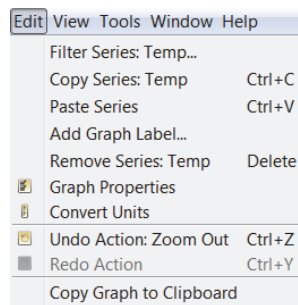 Edit View Tools Window Help
Filter Series: Temp...
Copy Series: Temp Ctrl+C
Paste Series Ctrl+V
Add Graph Label...
Remove Series: Temp Delete
Graph Properties
Convert Units
Undo Action: Zoom Out Ctrl+Z
Redo Action Ctrl+Y
Copy Graph to Clipboard